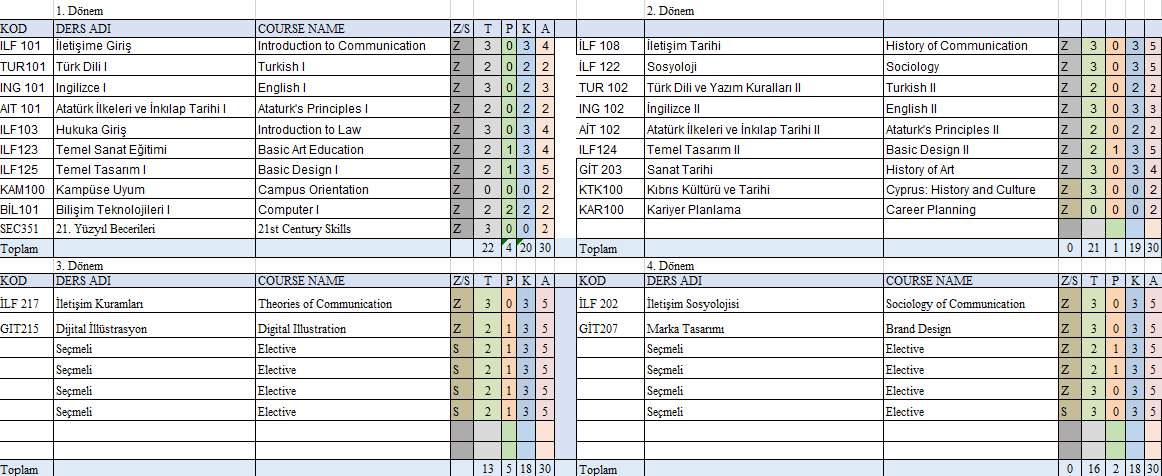 1. Dönem 2. Dönem
KOD DERS ADI COURSE NAME Z/S T P K A
ILF 101 İletişime Giriş Introduction to Communication Z 3 0 3 4 İLF 108 İletişim Tarihi History of Communication Z 3 0 3 5
TUR101 Türk Dili I Turkish I Z 2 0 2 2 İLF 122 Sosyoloji Sociology Z 3 0 3 5
ING 101 Ingilizce I English I Z 3 0 2 3 TUR 102 Türk Dili ve Yazım Kuralları II Turkish II Z 2 0 2 2
AIT 101 Atatürk İlkeleri ve İnkılap Tarihi I Ataturk's Principles I Z 2 0 2 2 ING 102 İngilizce II English II Z 3 0 3 3
ILF103 Hukuka Giriş Introduction to Law Z 3 0 3 4 AİT 102 Atatürk İlkeleri ve İnkılap Tarihi II Ataturk's Principles II Z 2 0 2 2
ILF123 Temel Sanat Eğitimi Basic Art Education Z 2 1 3 4 ILF124 Temel Tasarım II Basic Design II Z 2 1 3 5
ILF125 Temel Tasarım I Basic Design I Z 2 1 3 5 GİT 203 Sanat Tarihi History of Art Z 3 0 3 4
KAM100 Kampüse Uyum Campus Orientation Z 0 0 0 2 KTK100 Kıbrıs Kültürü ve Tarihi Cyprus: History and Culture Z 3 0 0 2
BİL101 Bilişim Teknolojileri I Computer I Z 2 2 2 2 KAR100 Kariyer Planlama Career Planning Z 0 0 0 2
SEC351 21. Yüzyıl Becerileri 21st Century Skills Z 3 0 0 2
Toplam 22 4 20 30 Toplam 0 21 1 19 30
3. Dönem 4. Dönem
KOD DERS ADI COURSE NAME Z/S T P K A KOD DERS ADI COURSE NAME Z/S T P K A
İLF 217 İletişim Kuramları Theories of Communication Z 3 0 3 5 İLF 202 İletişim Sosyolojisi Sociology of Communication Z 3 0 3 5
GIT215 Dijital İllüstrasyon Digital Illustration Z 2 1 3 5 GİT207 Marka Tasarımı Brand Design Z 3 0 3 5
Seçmeli Elective S 2 1 3 5 Seçmeli Elective Z 2 1 3 5
Seçmeli Elective S 2 1 3 5 Seçmeli Elective Z 2 1 3 5
Seçmeli Elective S 2 1 3 5 Seçmeli Elective Z 3 0 3 5
Seçmeli Elective S 2 1 3 5 Seçmeli Elective S 3 0 3 5
Toplam 13 5 18 30 Toplam 0 16 2 18 30